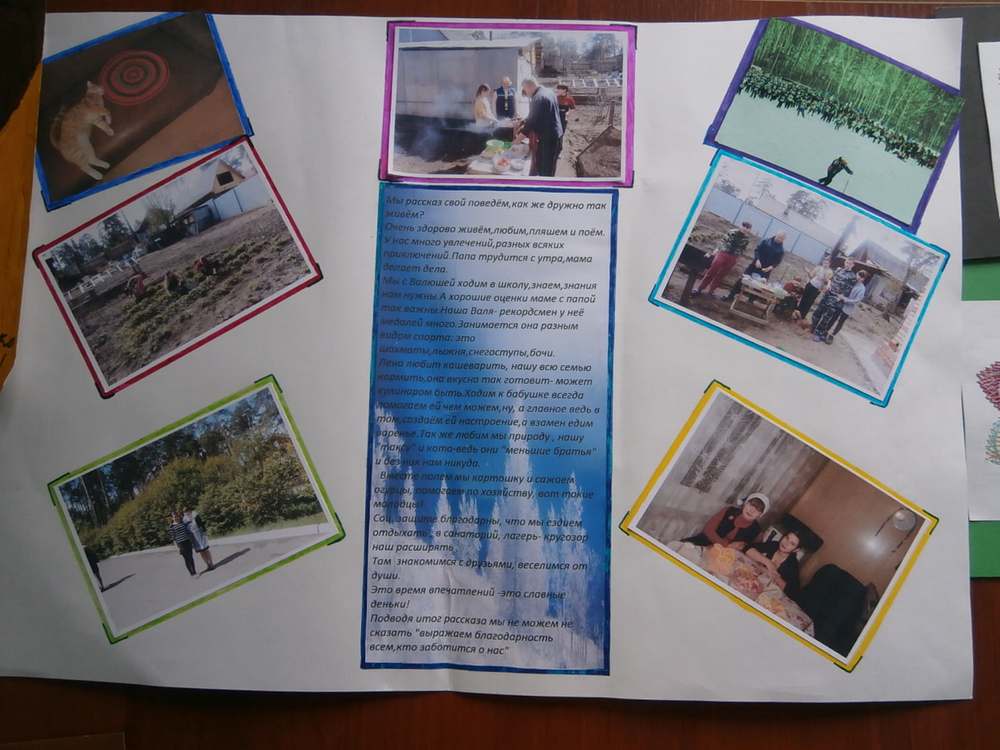 Мы рассказ свой поведём,как же дружно так
живём?
Очень здорово живём,любим,пляшем и поём.
У нас много увлечений,разных всяких
приключений.Папа трудится с утра,мама
делает дела.
Мы с Валюшей ходим в школу,знаем,знания
нам нужны.А хорошие оценки маме с папой
так важны.Наша Валя- рекордсмен у неё
медалей много.Занимается она разным
видом спорта: это
шахматы,лыжня,снегоступы,бочи.
Лена любит кашеварить, нашу всю семью
кормить,она вкусно так готовит- может
кулинаром быть.Ходим к бабушке всегда
помогаем ей чем можем,ну, а главное ведь в
том,создаём ей настроение,а взамен едим
варенье.Так же любим мы природу , нашу
"таксу" и кота-ведь они "меньшие братья"
и без них нам никуда.
Вместе полем мы картошку и сажаем
огурцы, помогаем по хозяйству, вот такие
молодцы!
Соц.защите благодарны, что мы ездием
отдыхать , в санаторий, лагерь- кругозор
наш расширять .
Там знакомимся с друзьями, веселимся от
души.
Это время впечатлений -это славные
деньки!
Подводя итог рассказа мы не можем не
сказать "выражаем благодарность
всем,кто заботится о нас"